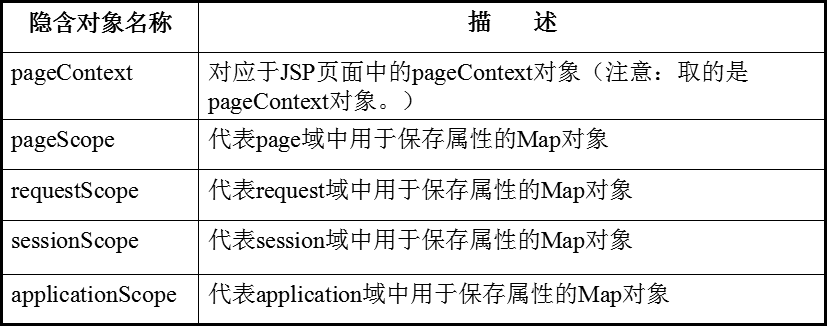 隐含对象名称 描 述
pageContext 对应于JSP页面中的pageContext对象（注意：取的是
pageContext对象。）
pageScope 代表page域中用于保存属性的Map对象
requestScope 代表request域中用于保存属性的Map对象
sessionScope 代表session域中用于保存属性的Map对象
applicationScope 代表application域中用于保存属性的Map对象